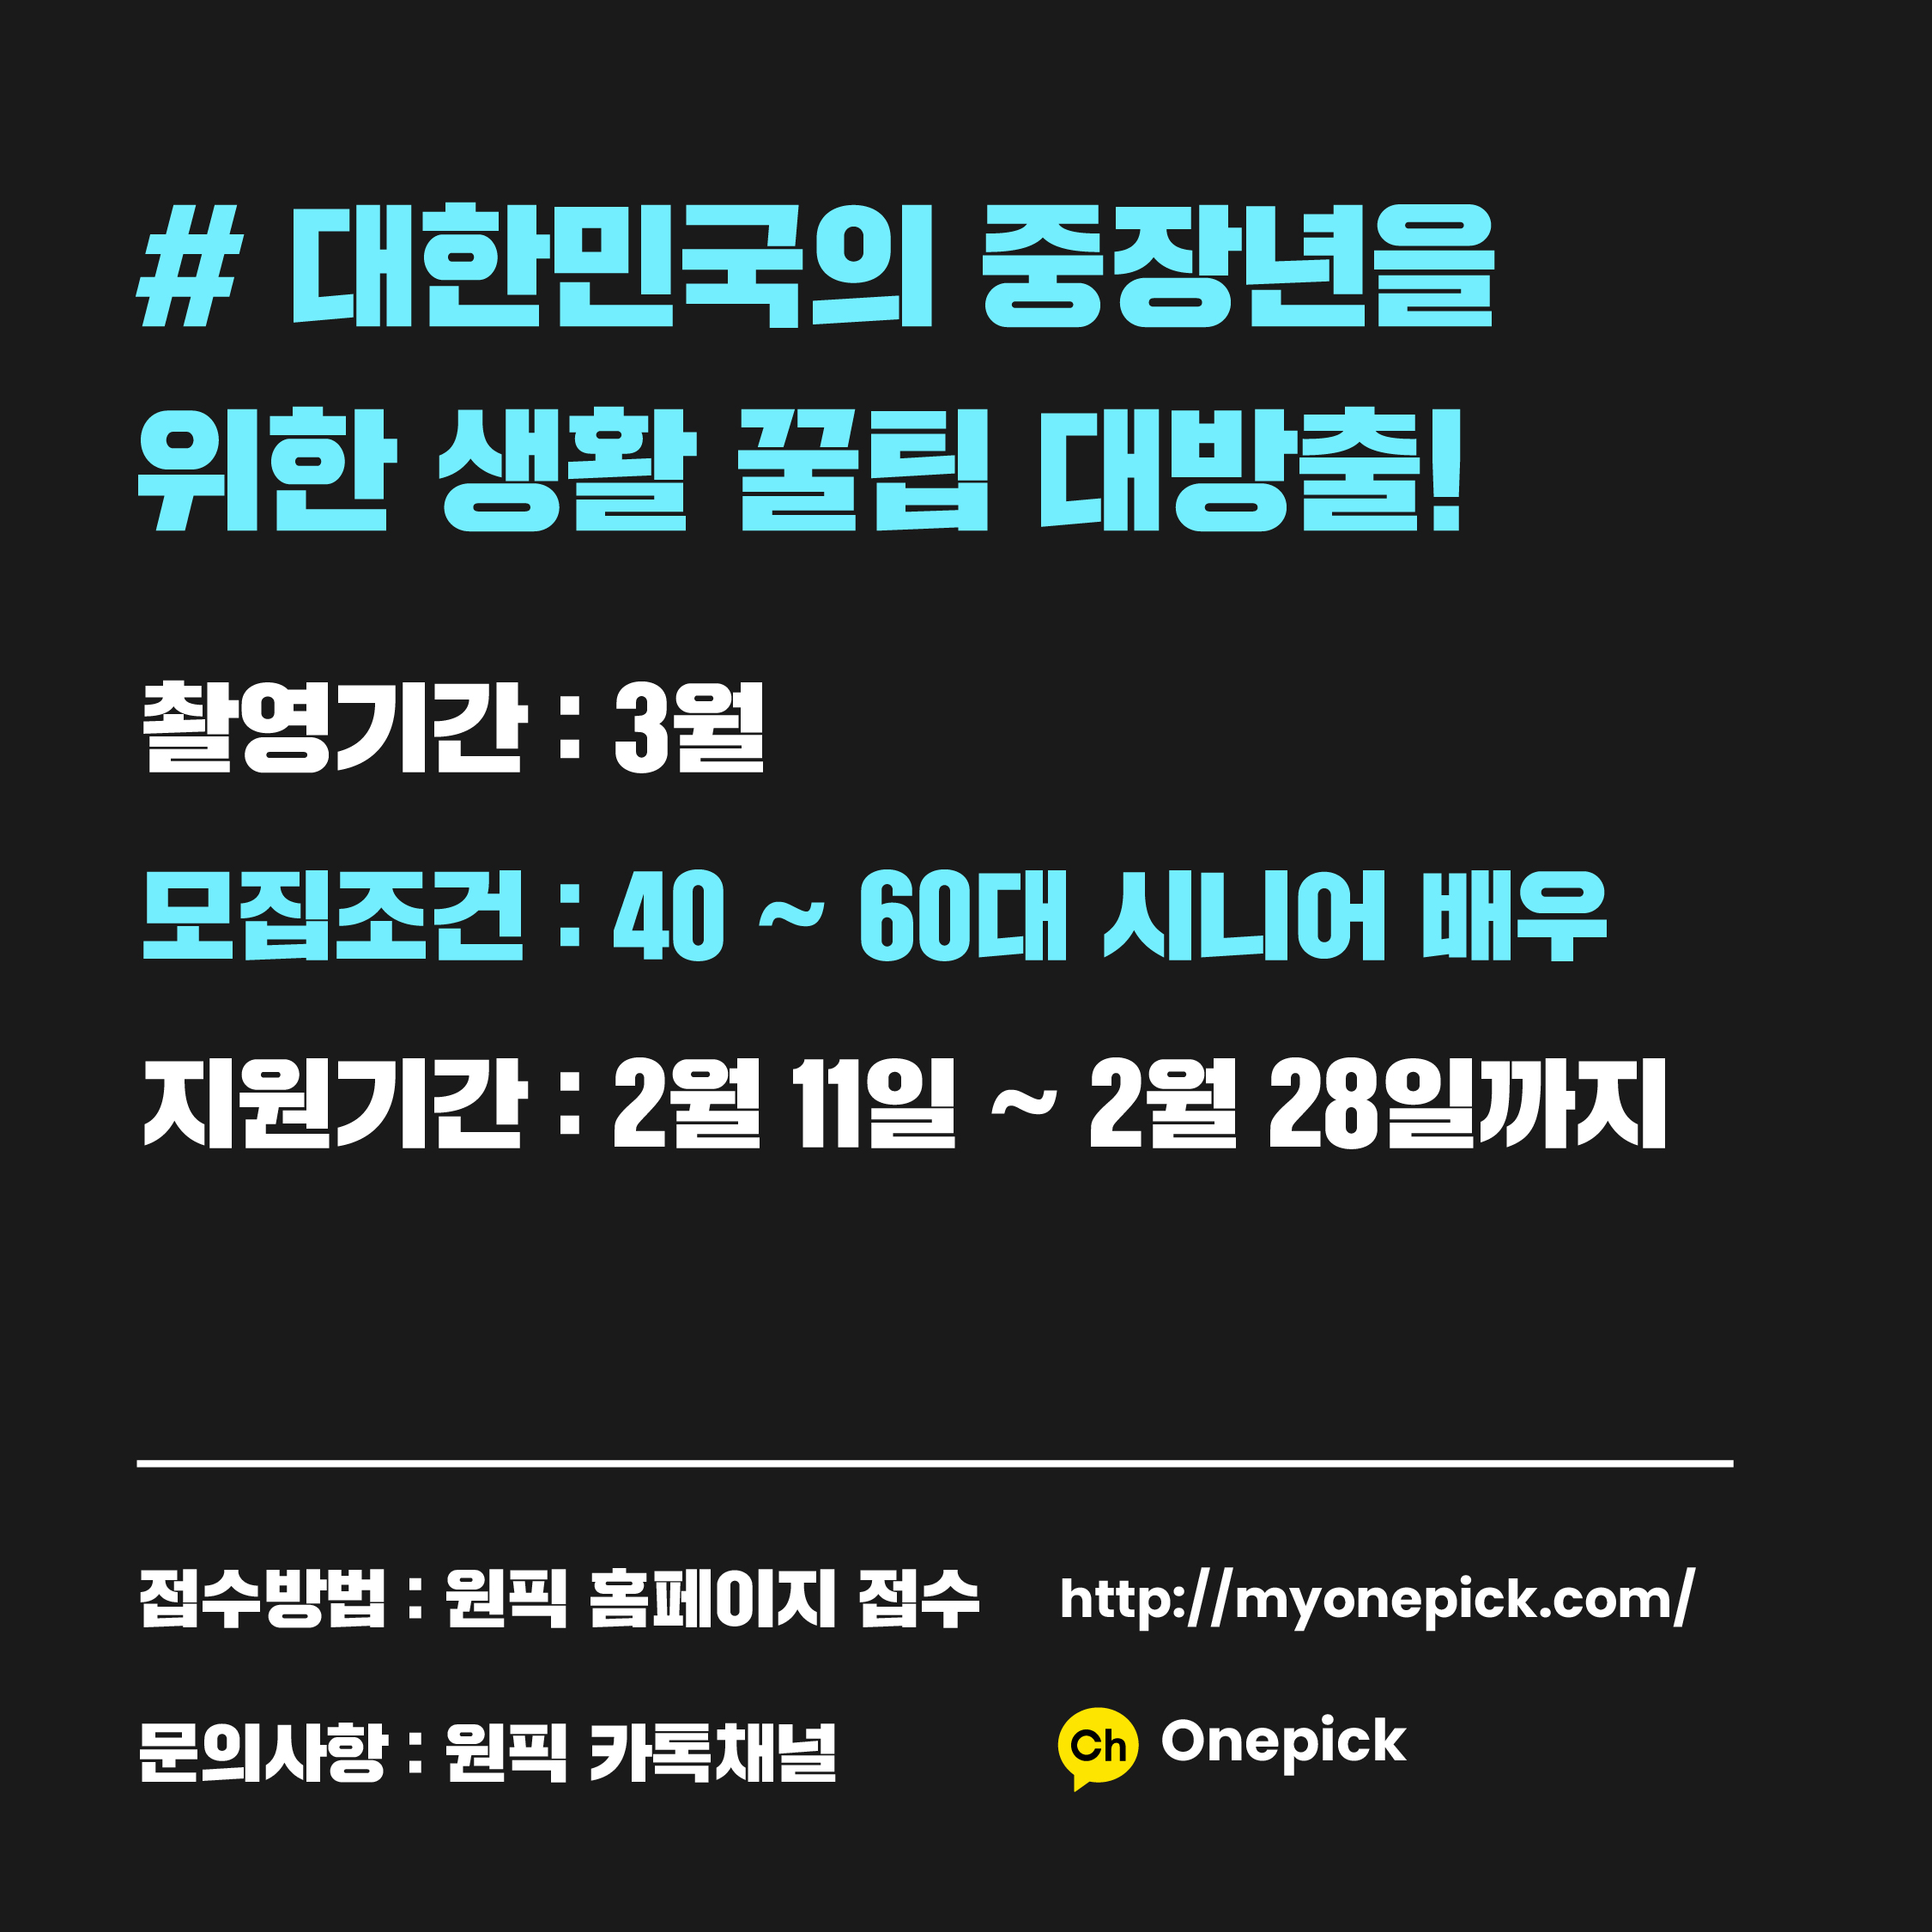 # 대한민국의 중장년을
위한 생활 꿀팁 대방출!
촬영기간 : 3월
모집조건 : 40 ~ 60대 시니어 배우
지원기간 : 2월 11일 ~ 2월 28일까지
접수방법 : 원픽 홈페이지 접수 http://myonepick.com/
문의사항 : 원픽 카톡채널 Ch Onepick